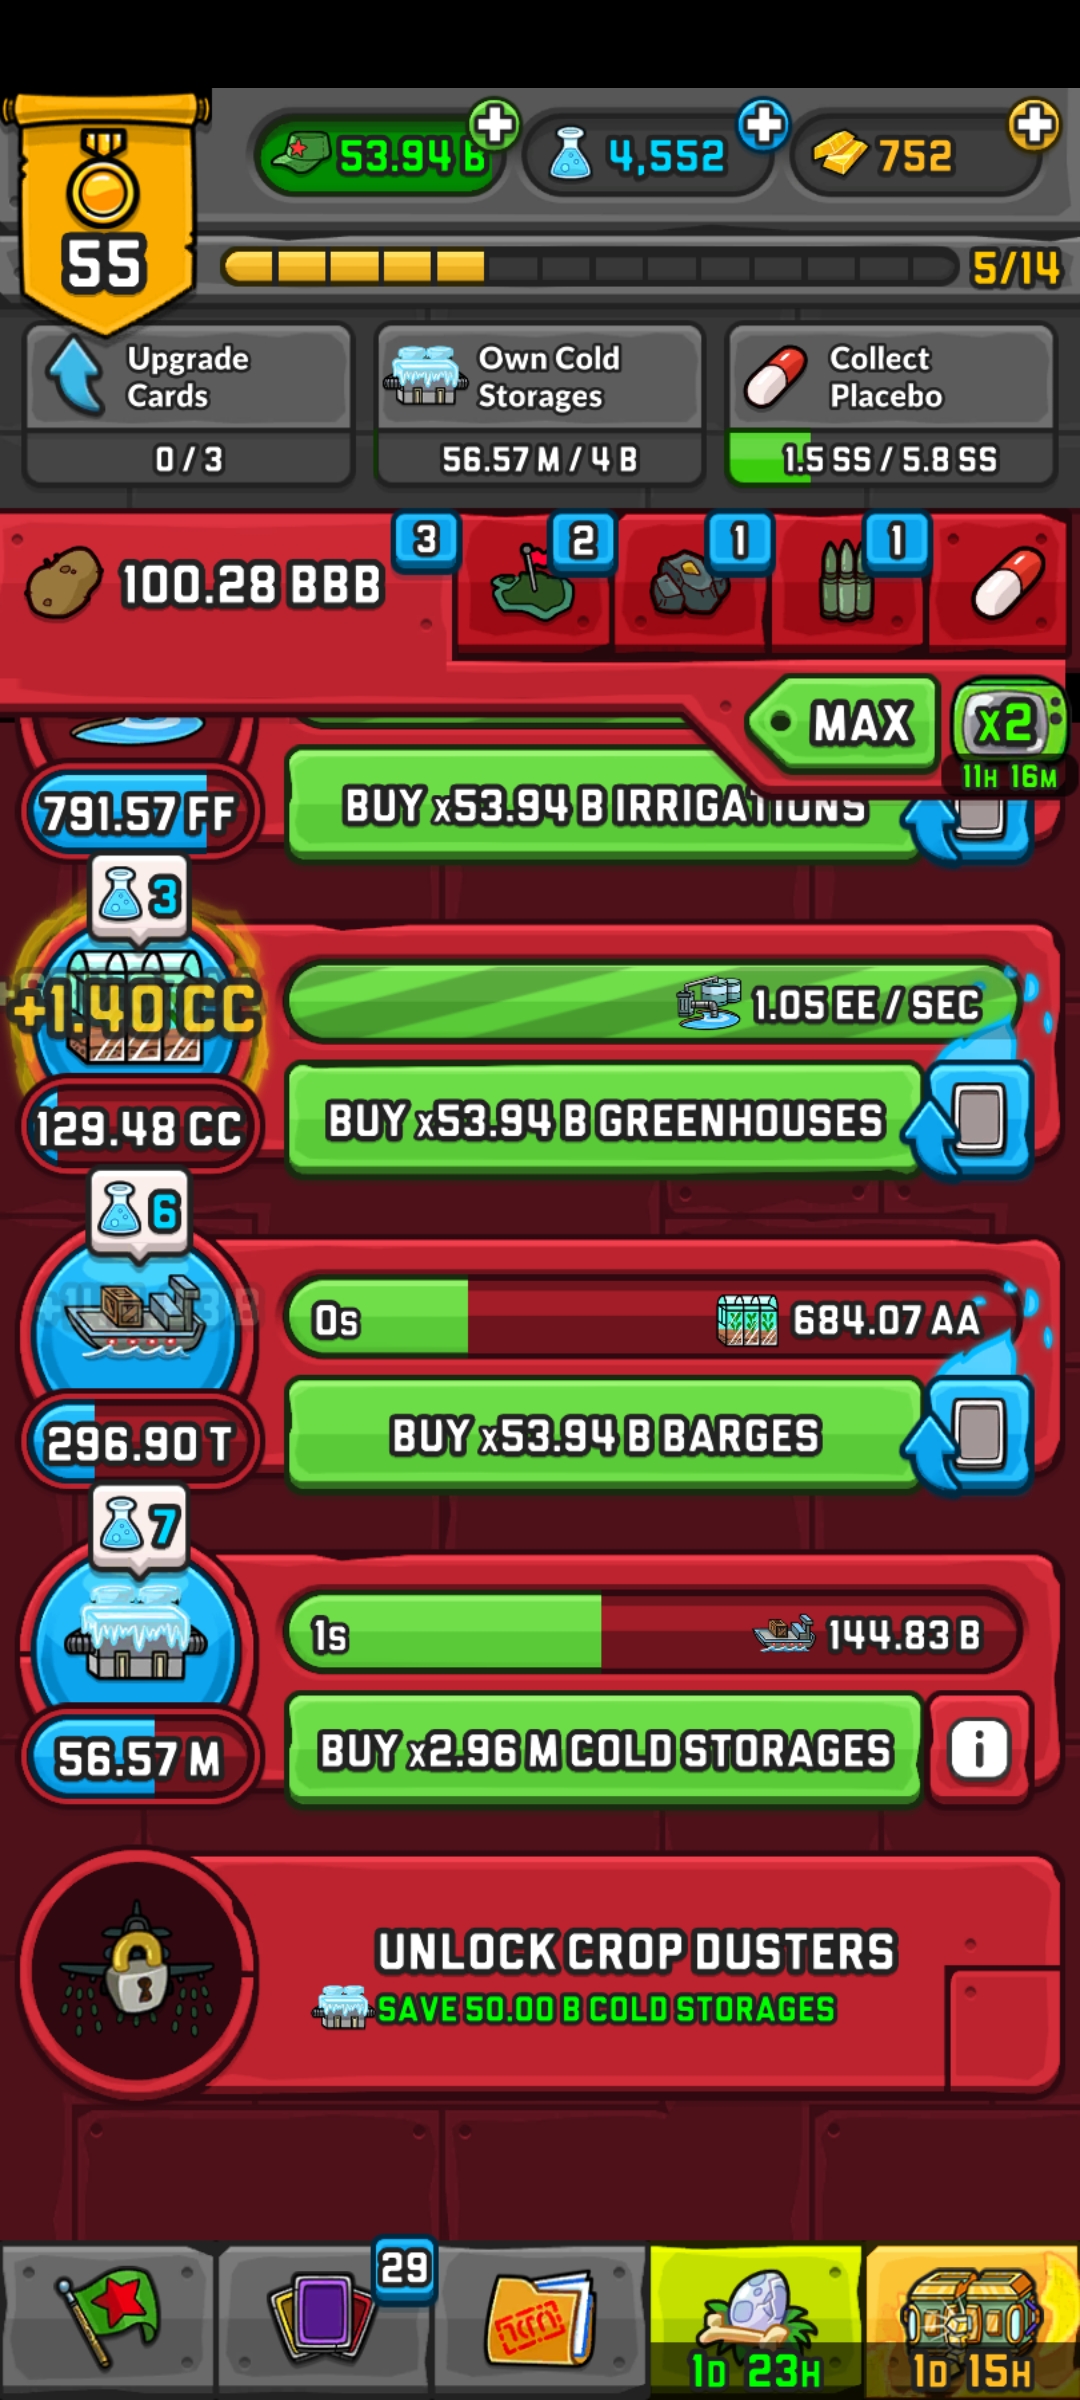 53.94 B
4,552
752
55
5/14
Upgrade
Cards
0 / 3
Own Cold
Storages
56.57 M / 4 B
Collect
Placebo
1.5 SS / 5.8 SS
100.28 BBB
3
2
1
1
MAX
x2
11H 16M
791.57 FF
BUY x53.94 B IRRIGATIONS
3
+1.40 CC
1.05 EE / SEC
129.48 CC
BUY x53.94 B GREENHOUSES
6
0s
684.07 AA
296.90 T
BUY x53.94 B BARGES
7
1s
144.83 B
56.57 M
BUY x2.96 M COLD STORAGES
i
UNLOCK CROP DUSTERS
SAVE 50.00 B COLD STORAGES
29
1D 23H
1D 15H